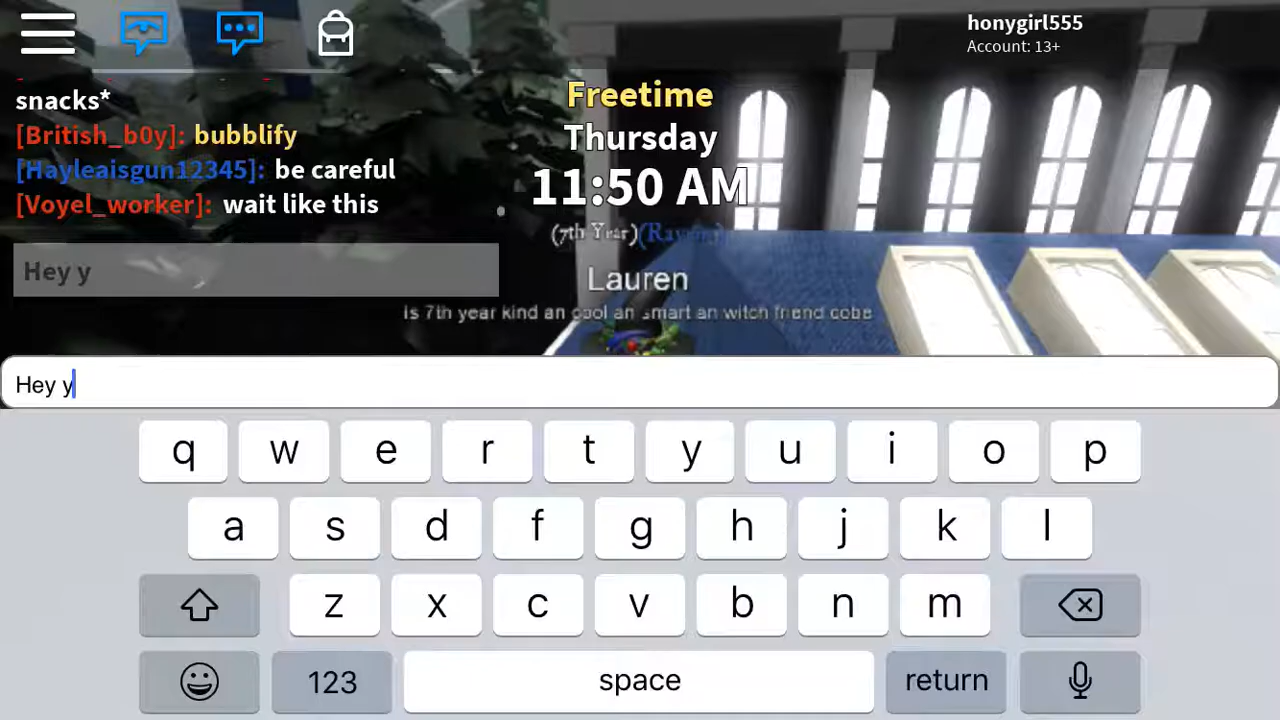 honygirl555
Account: 13+
snacks*
[British_b0y]: bubblify
[Hayleaisgun12345]: be careful
[Voyel_worker]: wait like this
Hey y
Freetime
Thursday
11:50 AM
(7th Year)
Lauren
is 7th year kind an cool an smart an witch friend
Hey y
q w e r t y u i o p
a s d f g h j k l
z x c v b n m
123 space return